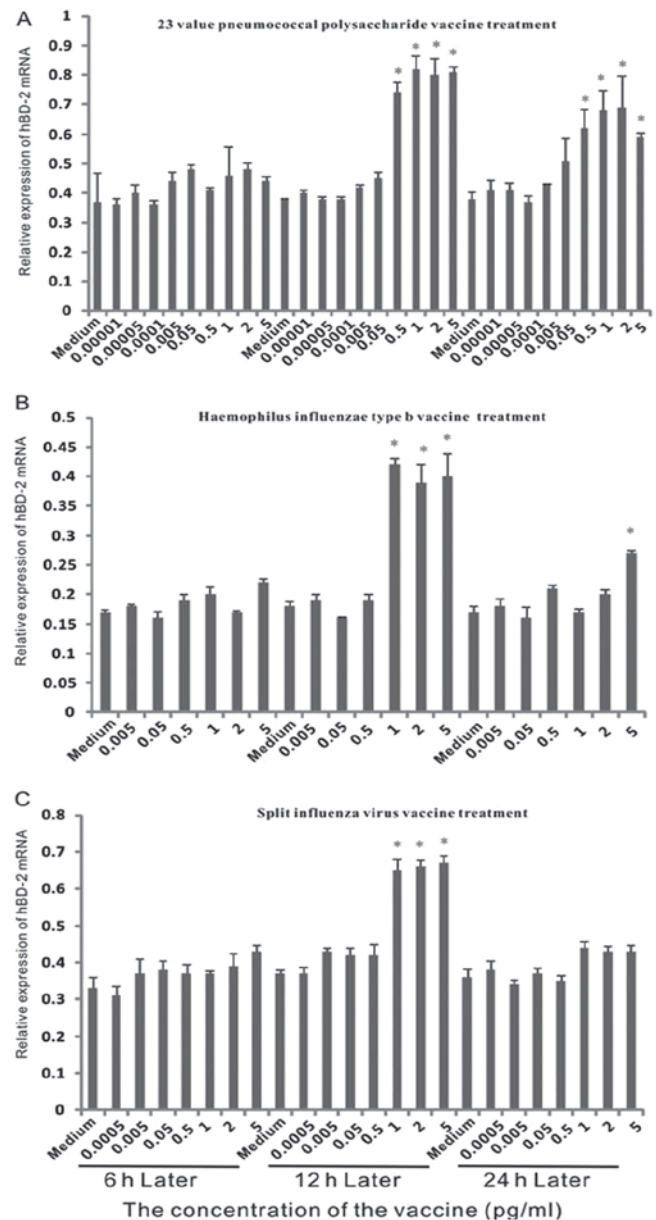 A
23 value pneumococcal polysaccharide vaccine treatment
Relative expression of hBD-2 mRNA
1
0.9
0.8
0.7
0.6
0.5
0.4
0.3
0.2
0.1
0
* * * * * * * *
Medium 0.00001 0.00005 0.0001 0.005 0.05 0.5 1 2 5 Medium 0.00001 0.00005 0.0001 0.005 0.05 0.5 1 2 5 Medium 0.00001 0.00005 0.0001 0.005 0.05 0.5 1 2 5
B
Haemophilus influenzae type b vaccine treatment
Relative expression of hBD-2 mRNA
0.5
0.45
0.4
0.35
0.3
0.25
0.2
0.15
0.1
0.05
0
* * * *
Medium 0.005 0.05 0.5 1 2 5 Medium 0.005 0.05 0.5 1 2 5 Medium 0.005 0.05 0.5 1 2 5
C
Split influenza virus vaccine treatment
Relative expression of hBD-2 mRNA
0.8
0.7
0.6
0.5
0.4
0.3
0.2
0.1
0
* * *
Medium 0.0005 0.005 0.05 0.5 1 2 5 Medium 0.0005 0.005 0.05 0.5 1 2 5 Medium 0.0005 0.005 0.05 0.5 1 2 5
6 h Later 12 h Later 24 h Later
The concentration of the vaccine (pg/ml)